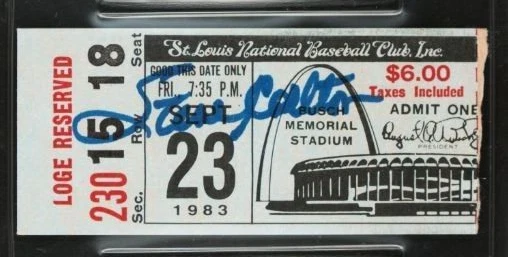 LOGE RESERVED
230 15 18
Sec. Row Seat
St. Louis National Baseball Club, Inc.
GOOD THIS DATE ONLY
FRI, 7:35 P.M.
SEPT
23
1983
Steve Carlton
BUSCH
MEMORIAL
STADIUM
$6.00
Taxes Included
ADMIT ONE
PRESIDENT